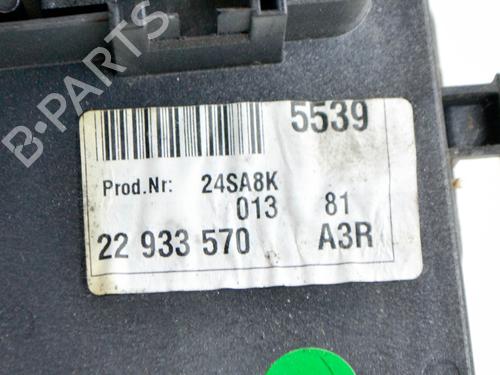 B-PARTS
5539
Prod.Nr: 24SA8K
013 81
22 933 570 A3R